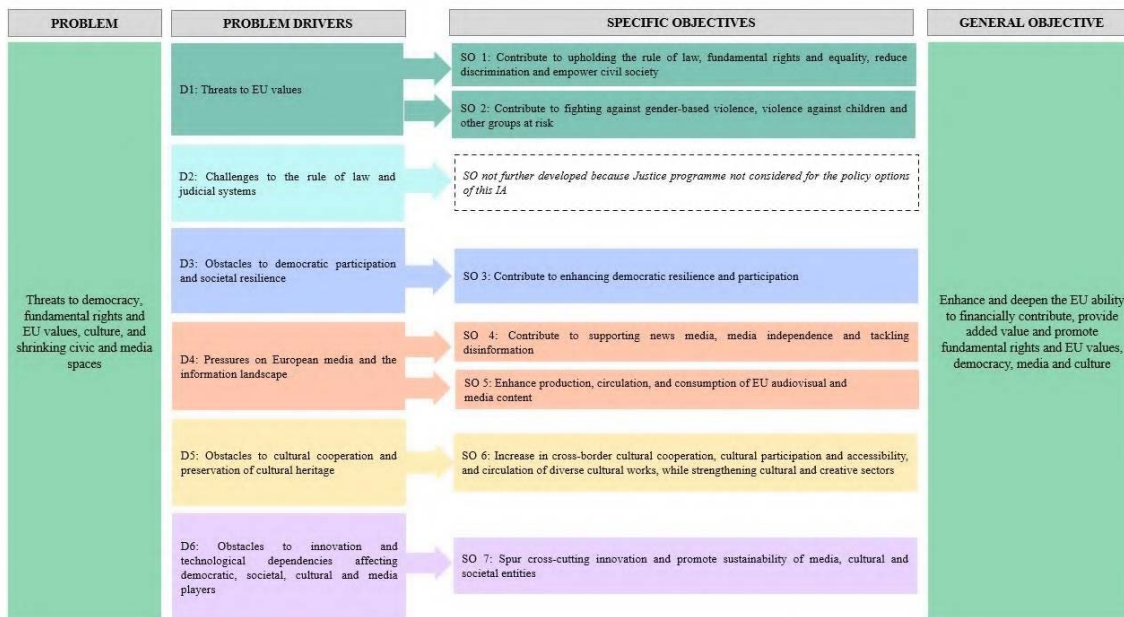 PROBLEM
PROBLEM DRIVERS
SPECIFIC OBJECTIVES
GENERAL OBJECTIVE
Threats to democracy,
fundamental rights and
EU values, culture, and
shrinking civic and media
spaces
D1: Threats to EU values
SO 1: Contribute to upholding the rule of law, fundamental rights and equality, reduce
discrimination and empower civil society
SO 2: Contribute to fighting against gender-based violence, violence against children and
other groups at risk
D2: Challenges to the rule of law and
judicial systems
SO not further developed because Justice programme not considered for the policy options
of this IA
D3: Obstacles to democratic participation
and societal resilience
SO 3: Contribute to enhancing democratic resilience and participation
D4: Pressures on European media and the
information landscape
SO 4: Contribute to supporting news media, media independence and tackling
disinformation
SO 5: Enhance production, circulation, and consumption of EU audiovisual and
media content
D5: Obstacles to cultural cooperation and
preservation of cultural heritage
SO 6: Increase in cross-border cultural cooperation, cultural participation and accessibility,
and circulation of diverse cultural works, while strengthening cultural and creative sectors
D6: Obstacles to innovation and
technological dependencies affecting
democratic, societal, cultural and media
players
SO 7: Spur cross-cutting innovation and promote sustainability of media, cultural and
societal entities
Enhance and deepen the EU ability
to financially contribute, provide
added value and promote
fundamental rights and EU values,
democracy, media and culture